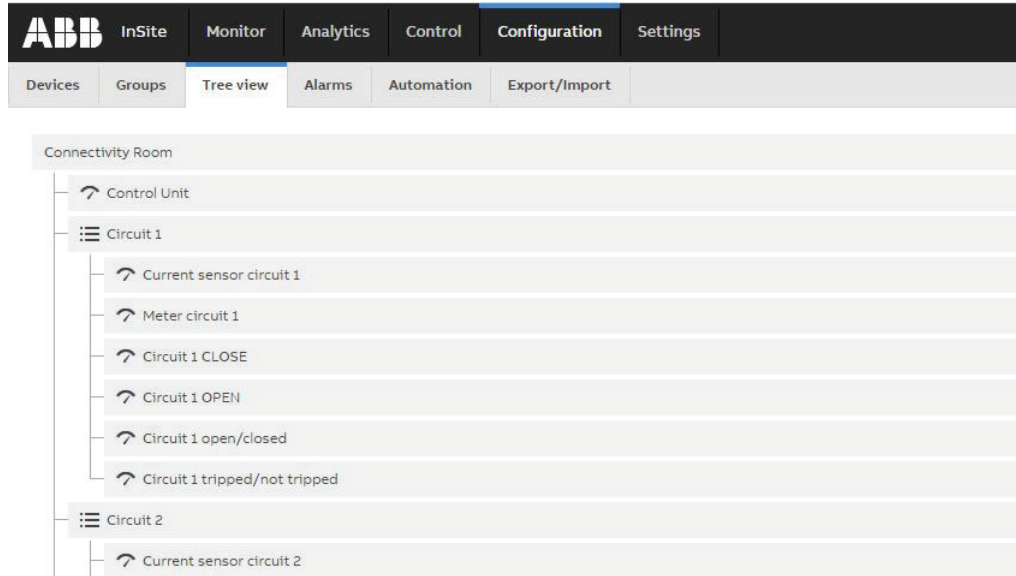 ABB InSite Monitor Analytics Control Configuration Settings
Devices Groups Tree view Alarms Automation Export/Import
Connectivity Room
Control Unit
Circuit 1
Current sensor circuit 1
Meter circuit 1
Circuit 1 CLOSE
Circuit 1 OPEN
Circuit 1 open/closed
Circuit 1 tripped/not tripped
Circuit 2
Current sensor circuit 2